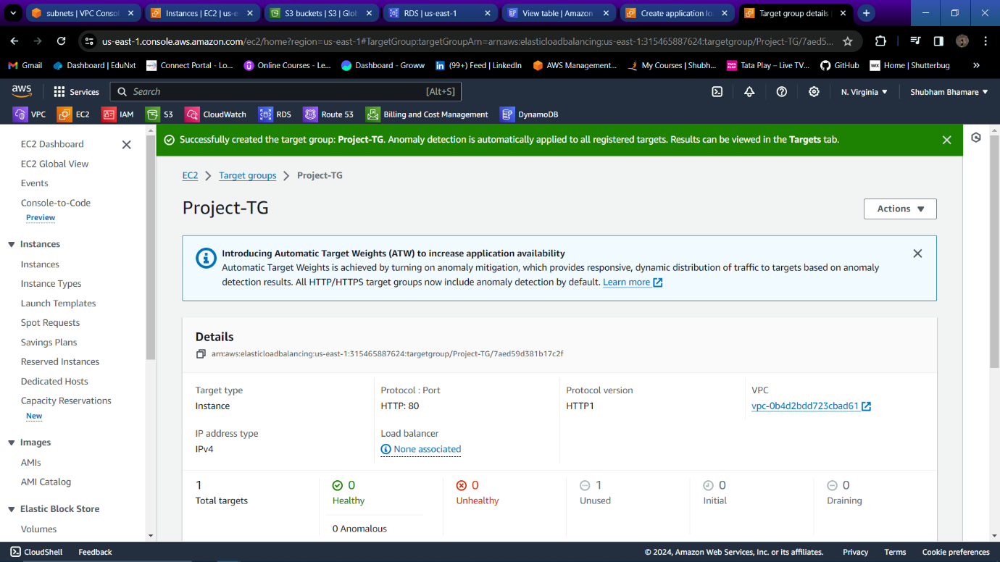 subnets | VPC Consol
Instances | EC2 | us-e
S3 buckets | S3 | Glob
RDS | us-east-1
View table | Amazon
Create application lo
Target group details
us-east-1.console.aws.amazon.com/ec2/home?region=us-east-1#TargetGroup:targetGroupArn=arn:aws:elasticloadbalancing:us-east-1:315465887624:targetgroup/Project-TG/7aed5...
Gmail
Dashboard | EduNxt
Connect Portal - Lo...
Online Courses - Le...
Dashboard - Groww
(99+) Feed | LinkedIn
AWS Management...
My Courses | Shubh...
Tata Play – Live TV...
GitHub
Home | Shutterbug
aws
Services
Search
[Alt+S]
N. Virginia
Shubham Bhamare
VPC
EC2
IAM
S3
CloudWatch
RDS
Route 53
Billing and Cost Management
DynamoDB
EC2 Dashboard
EC2 Global View
Events
Console-to-Code
Preview
Instances
Instances
Instance Types
Launch Templates
Spot Requests
Savings Plans
Reserved Instances
Dedicated Hosts
Capacity Reservations
New
Images
AMIs
AMI Catalog
Elastic Block Store
Volumes
Successfully created the target group: Project-TG. Anomaly detection is automatically applied to all registered targets. Results can be viewed in the Targets tab.
EC2 > Target groups > Project-TG
Project-TG
Actions
Introducing Automatic Target Weights (ATW) to increase application availability
Automatic Target Weights is achieved by turning on anomaly mitigation, which provides responsive, dynamic distribution of traffic to targets based on anomaly
detection results. All HTTP/HTTPS target groups now include anomaly detection by default. Learn more
Details
arn:aws:elasticloadbalancing:us-east-1:315465887624:targetgroup/Project-TG/7aed59d381b17c2f
Target type
Instance
Protocol : Port
HTTP: 80
Protocol version
HTTP1
VPC
vpc-0b4d2bdd723cbad61
IP address type
IPv4
Load balancer
None associated
1
Total targets
0
Healthy
0 Anomalous
0
Unhealthy
1
Unused
0
Initial
0
Draining
CloudShell
Feedback
© 2024, Amazon Web Services, Inc. or its affiliates.
Privacy
Terms
Cookie preferences